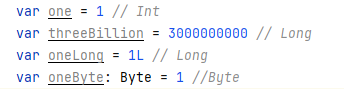 var one = 1 // Int
var threeBillion = 3000000000 // Long
var oneLong = 1L // Long
var oneByte: Byte = 1 //Byte